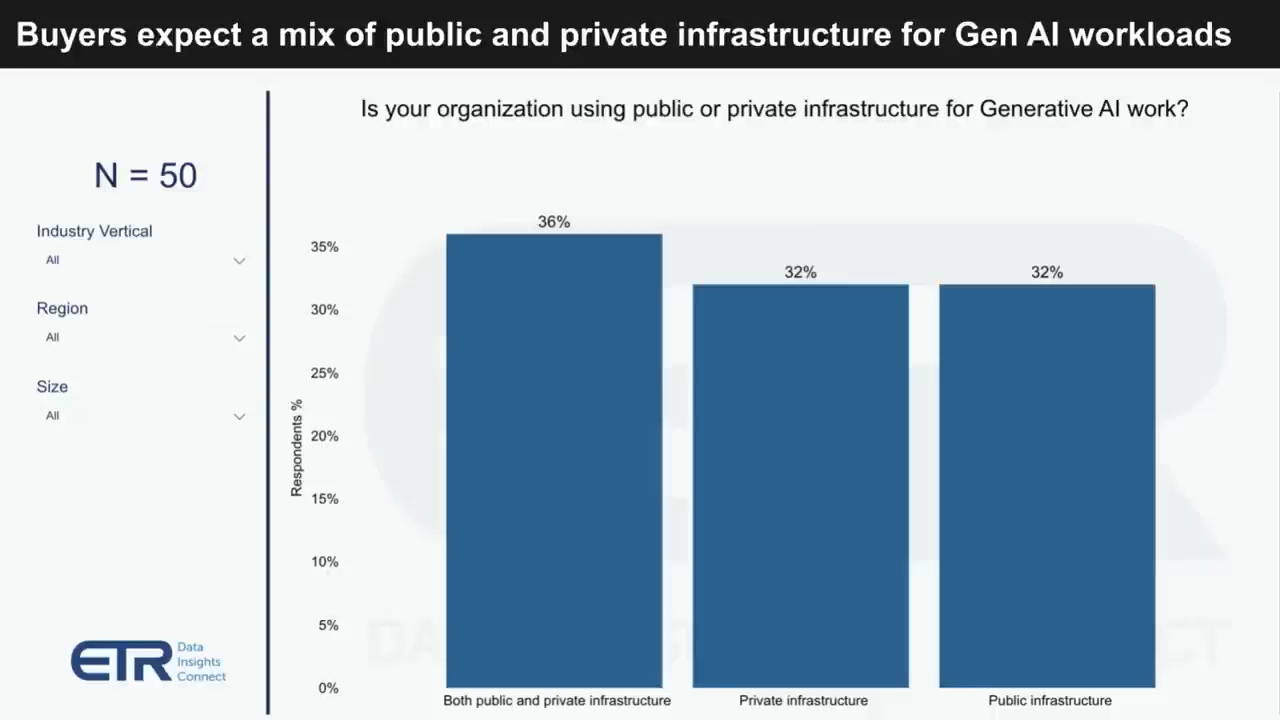 Buyers expect a mix of public and private infrastructure for Gen AI workloads
Is your organization using public or private infrastructure for Generative AI work?
N = 50
Industry Vertical
All
Region
All
Size
All
ETR Data
Insights
Connect
Respondents %
35%
30%
25%
20%
15%
10%
5%
0%
36%
32%
32%
Both public and private infrastructure
Private infrastructure
Public infrastructure